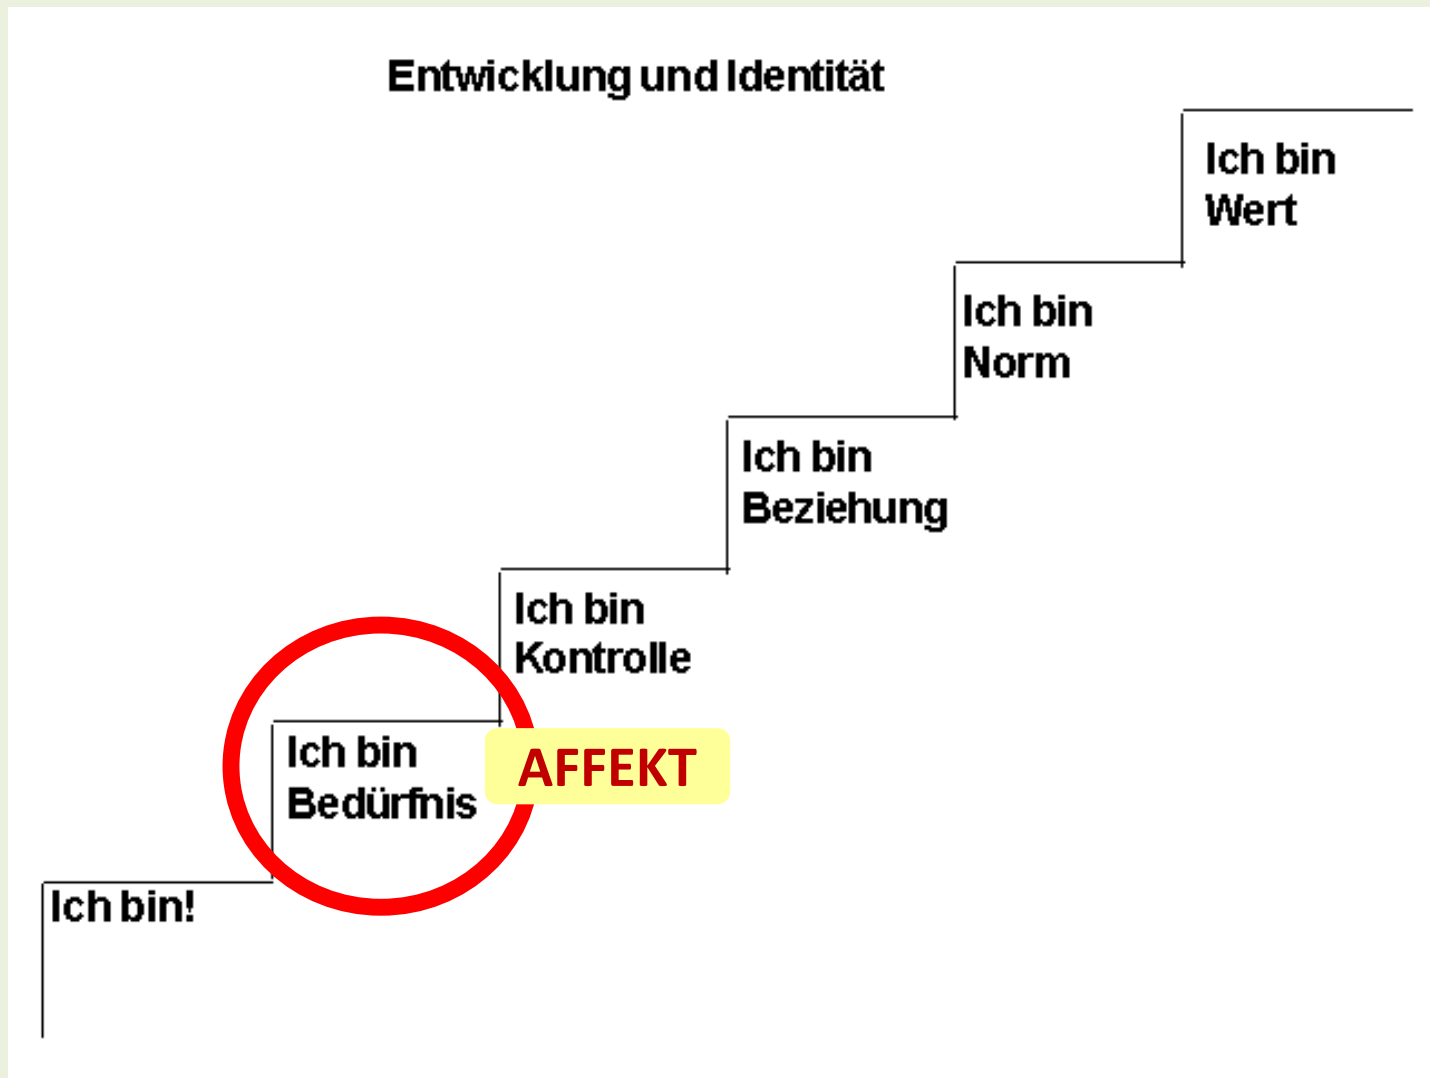 Entwicklung und Identität
Ich bin
Wert
Ich bin
Norm
Ich bin
Beziehung
Ich bin
Kontrolle
Ich bin
Bedürfnis
AFFEKT
Ich bin!